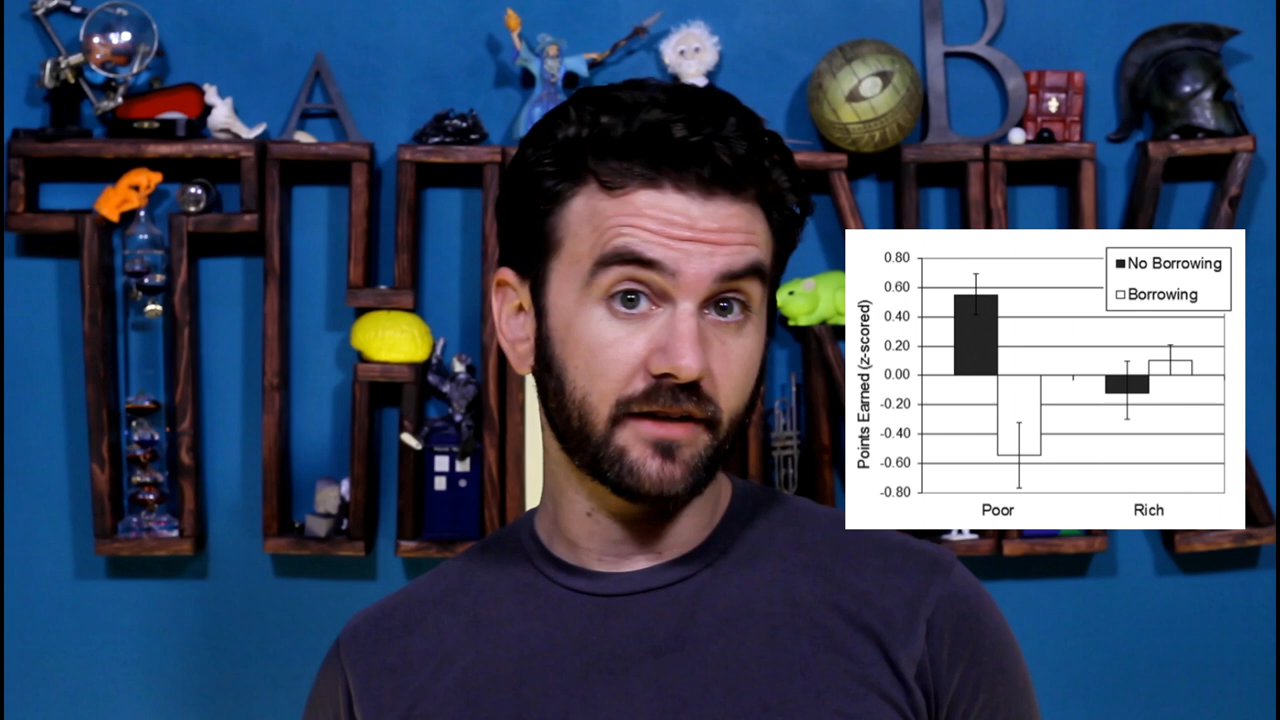 A B
TH
No Borrowing
Borrowing
Points Earned (z-scored)
0.80
0.60
0.40
0.20
0.00
-0.20
-0.40
-0.60
-0.80
Poor Rich